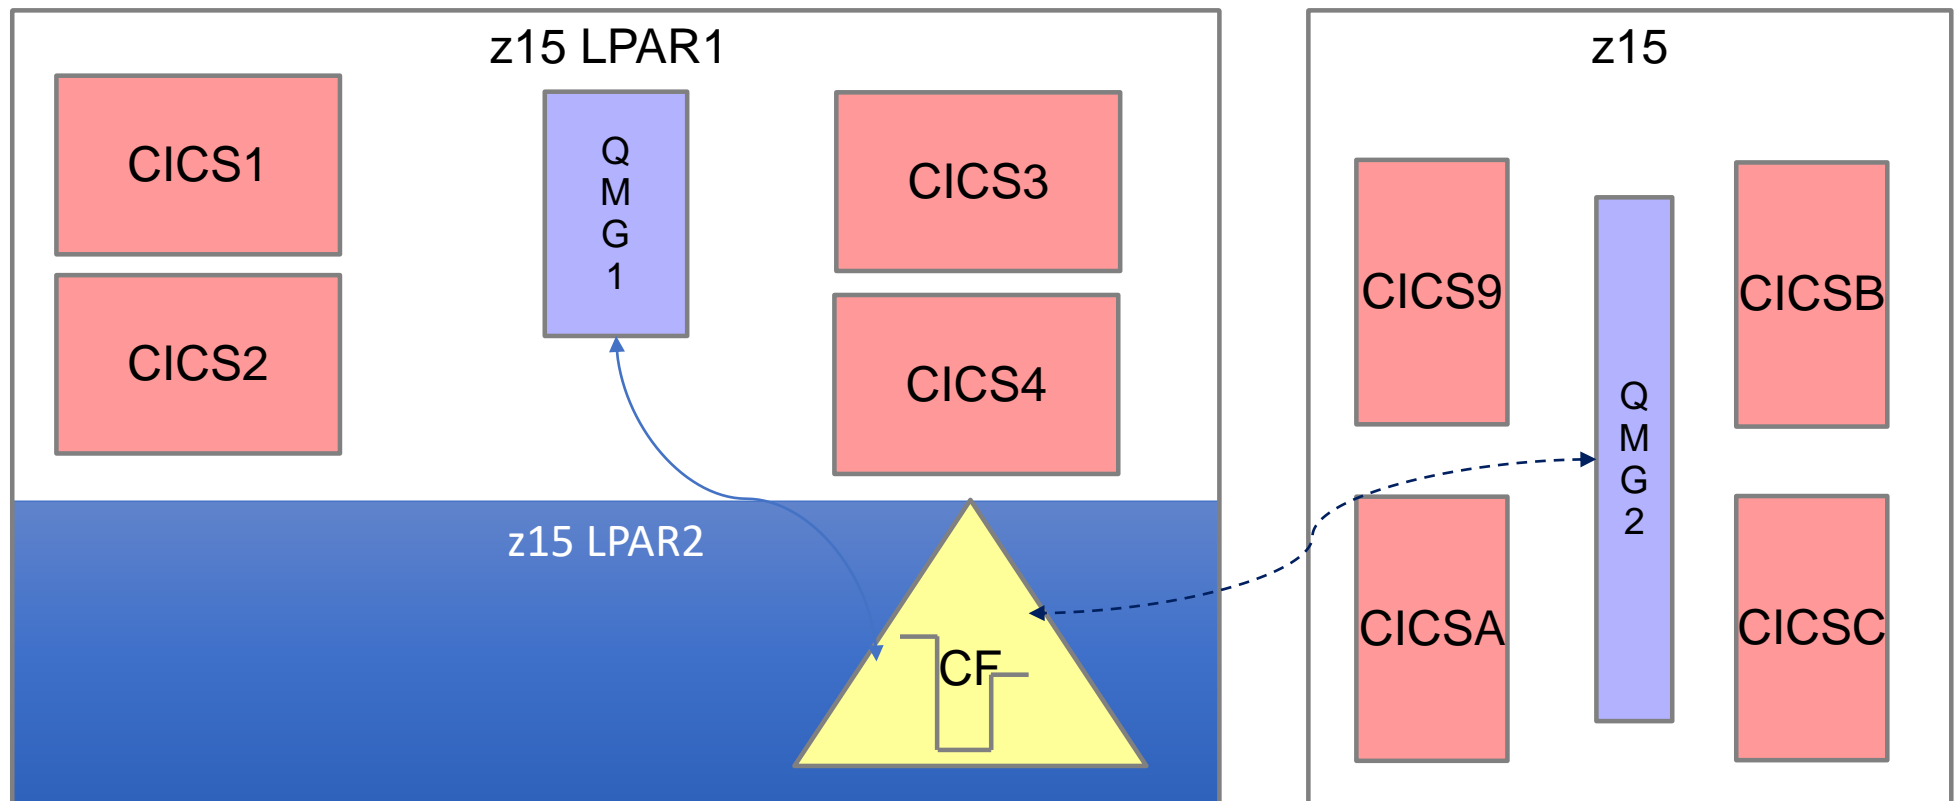 z15 LPAR1
CICS1
CICS2
Q
M
G
1
CICS3
CICS4
z15 LPAR2
CF
z15
CICS9
CICSA
Q
M
G
2
CICSB
CICSC